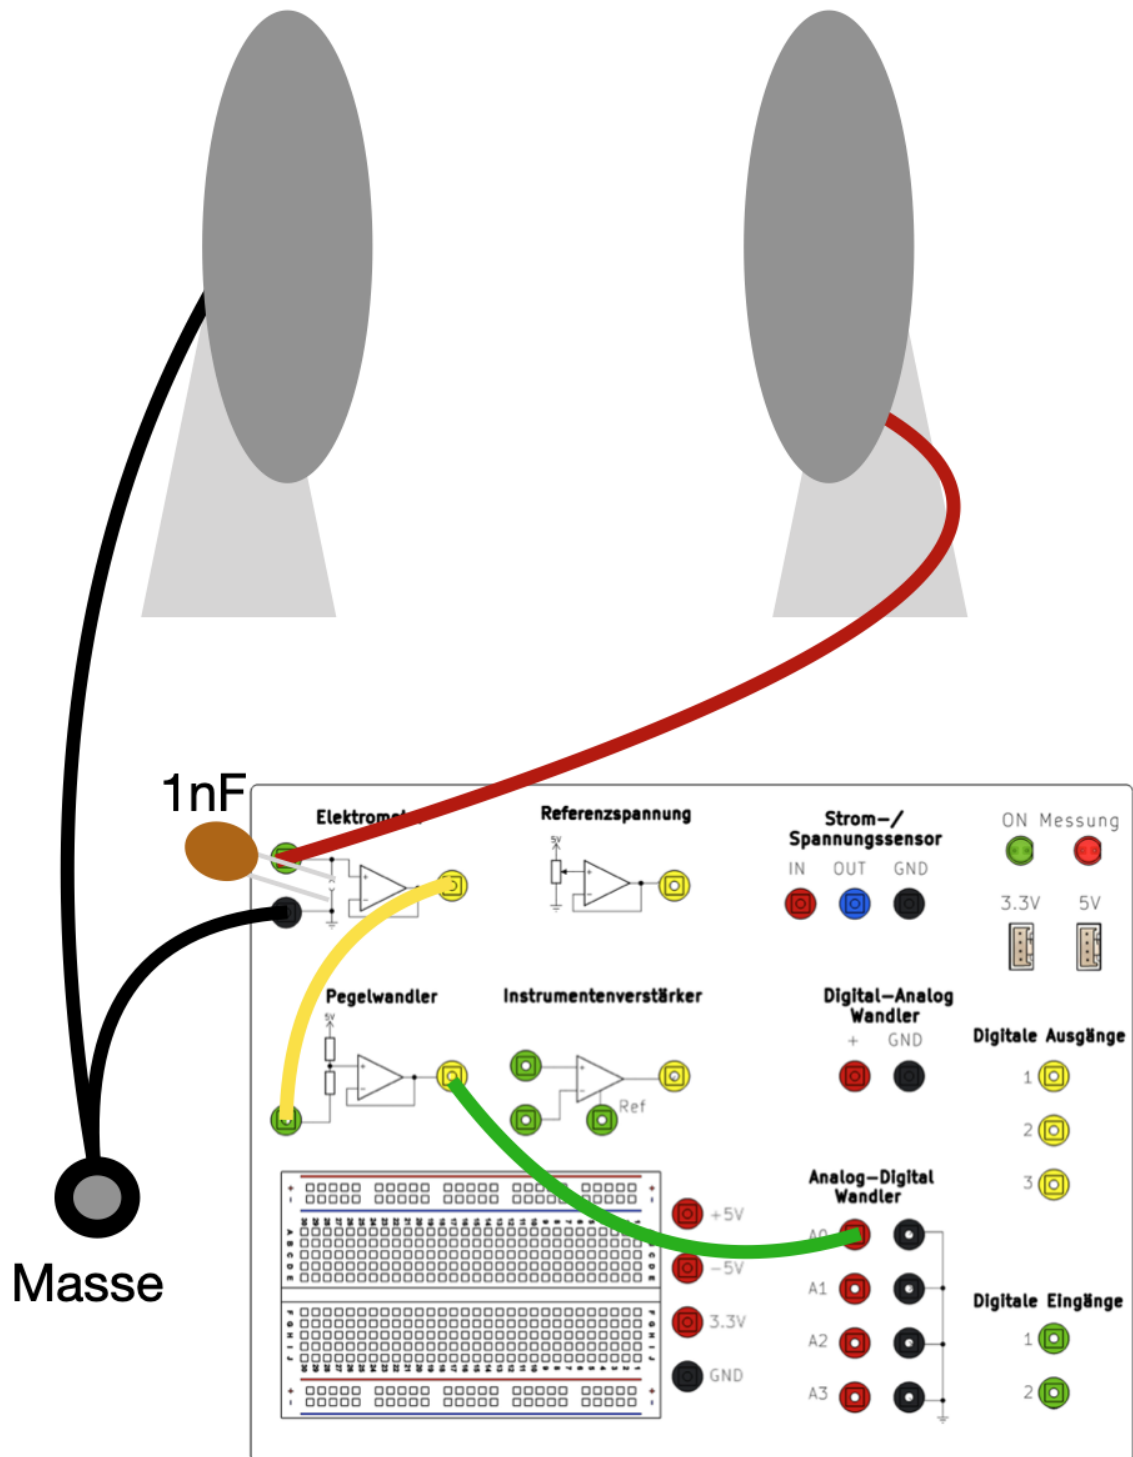 1nF
Referenzspannung
5V
Strom-/
Spannungssensor
IN OUT GND
ON Messung
3.3V 5V
Pegelwandler
5V
Instrumentenverstärker
Ref
Digital-Analog
Wandler
+ GND
Digitale Ausgänge
1
2
3
Masse
+5V
-5V
3.3V
GND
Analog-Digital
Wandler
A1
A2
A3
Digitale Eingänge
1
2